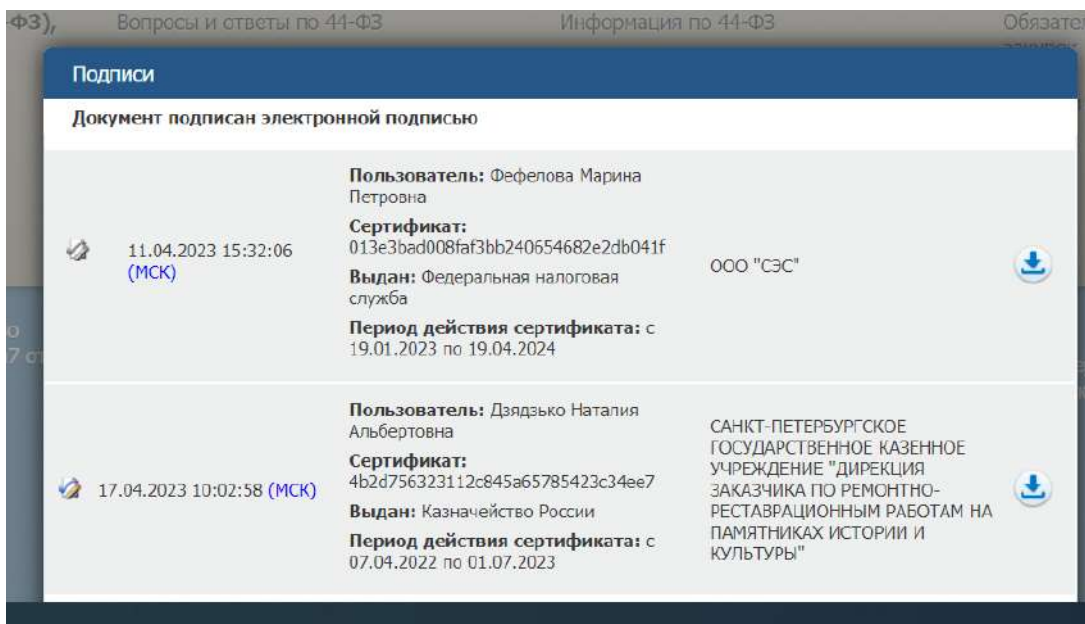 -ФЗ), Вопросы и ответы по 44-ФЗ Информация по 44-ФЗ Обязател
Подписи
Документ подписан электронной подписью
11.04.2023 15:32:06
(МСК)
Пользователь: Фефелова Марина
Петровна
Сертификат:
013e3bad008faf3bb240654682e2db041f
Выдан: Федеральная налоговая
служба
Период действия сертификата: с
19.01.2023 по 19.04.2024
ООО "СЭС"
17.04.2023 10:02:58 (МСК)
Пользователь: Дзядзько Наталия
Альбертовна
Сертификат:
4b2d756323112c845a65785423c34ee7
Выдан: Казначейство России
Период действия сертификата: с
07.04.2022 по 01.07.2023
САНКТ-ПЕТЕРБУРГСКОЕ
ГОСУДАРСТВЕННОЕ КАЗЕННОЕ
УЧРЕЖДЕНИЕ "ДИРЕКЦИЯ
ЗАКАЗЧИКА ПО РЕМОНТНО-
РЕСТАВРАЦИОННЫМ РАБОТАМ НА
ПАМЯТНИКАХ ИСТОРИИ И
КУЛЬТУРЫ"